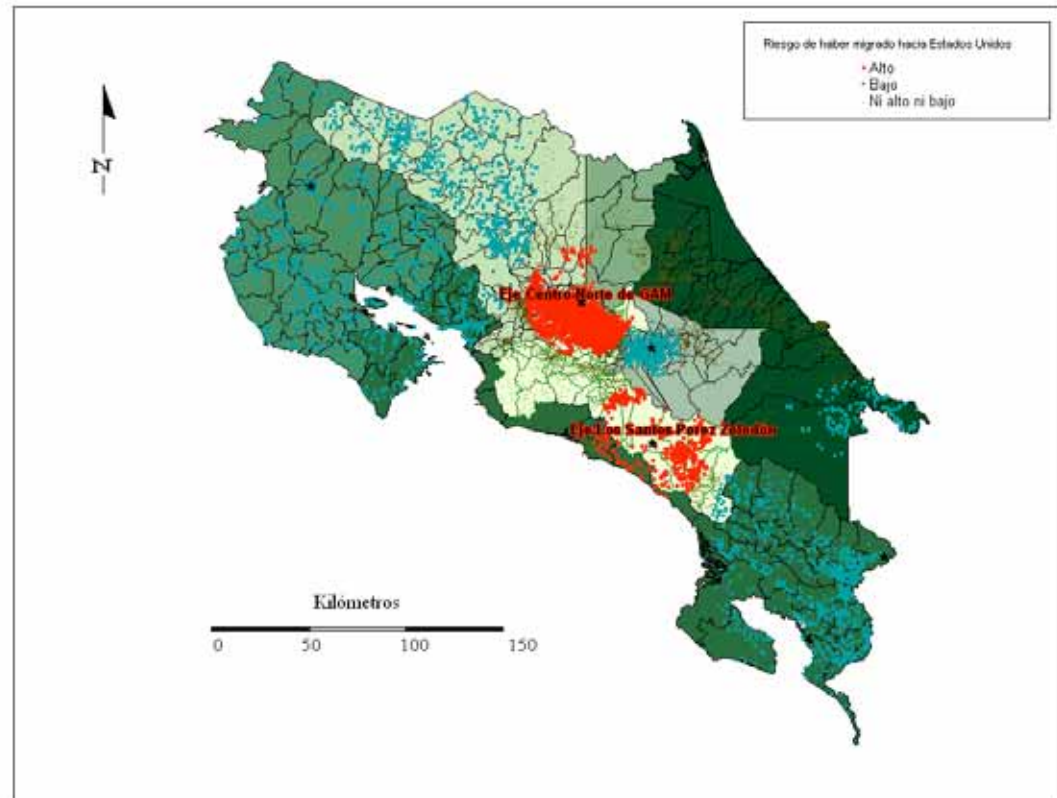 Riesgo de haber migrado hacia Estados Unidos
Alto
Bajo
Ni alto ni bajo
N
Eje Centro-Norte de GAM
Eje Los Santos Perez Zeledón
Kilómetros
0 50 100 150